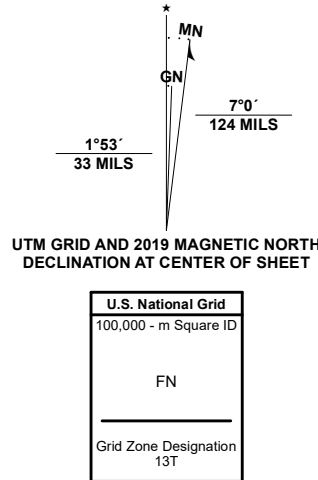 MN
GN
7°0´
124 MILS
1°53´
33 MILS
UTM GRID AND 2019 MAGNETIC NORTH
DECLINATION AT CENTER OF SHEET
U.S. National Grid
100,000 - m Square ID
FN
Grid Zone Designation
13T